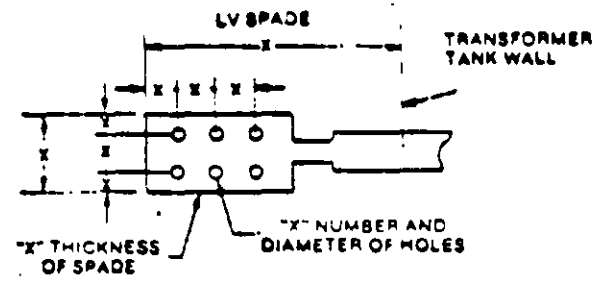 LV SPADE
X
TRANSFORMER
TANK WALL
X X X
X
X
X
X
"X" NUMBER AND
DIAMETER OF HOLES
"X" THICKNESS
OF SPADE